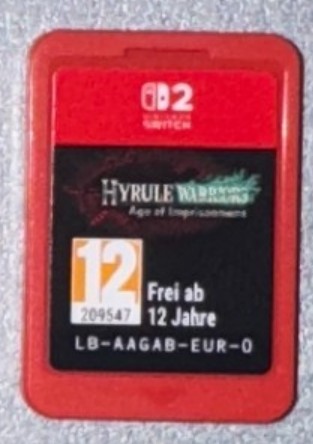 2
NINTENDO
SWITCH
HYRULE WARRIORS
Age of Imprisonment
12
209547
Frei ab
12 Jahre
LB-AAGAB-EUR-0